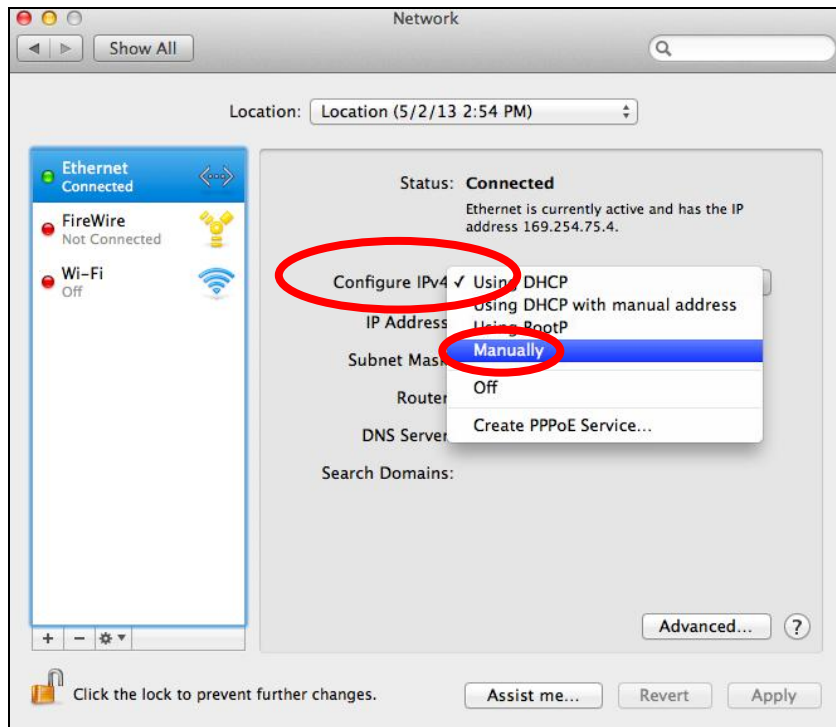 Network
Show All
Location: Location (5/2/13 2:54 PM)
Ethernet
Connected
FireWire
Not Connected
Wi-Fi
Off
Status: Connected
Ethernet is currently active and has the IP
address 169.254.75.4.
Configure IPv4 ✓ Using DHCP
Using DHCP with manual address
IP Address
Using BootP
Manually
Subnet Mask
Off
Router
Create PPPoE Service...
DNS Server
Search Domains:
Advanced... ?
+ −
Click the lock to prevent further changes.
Assist me... Revert Apply